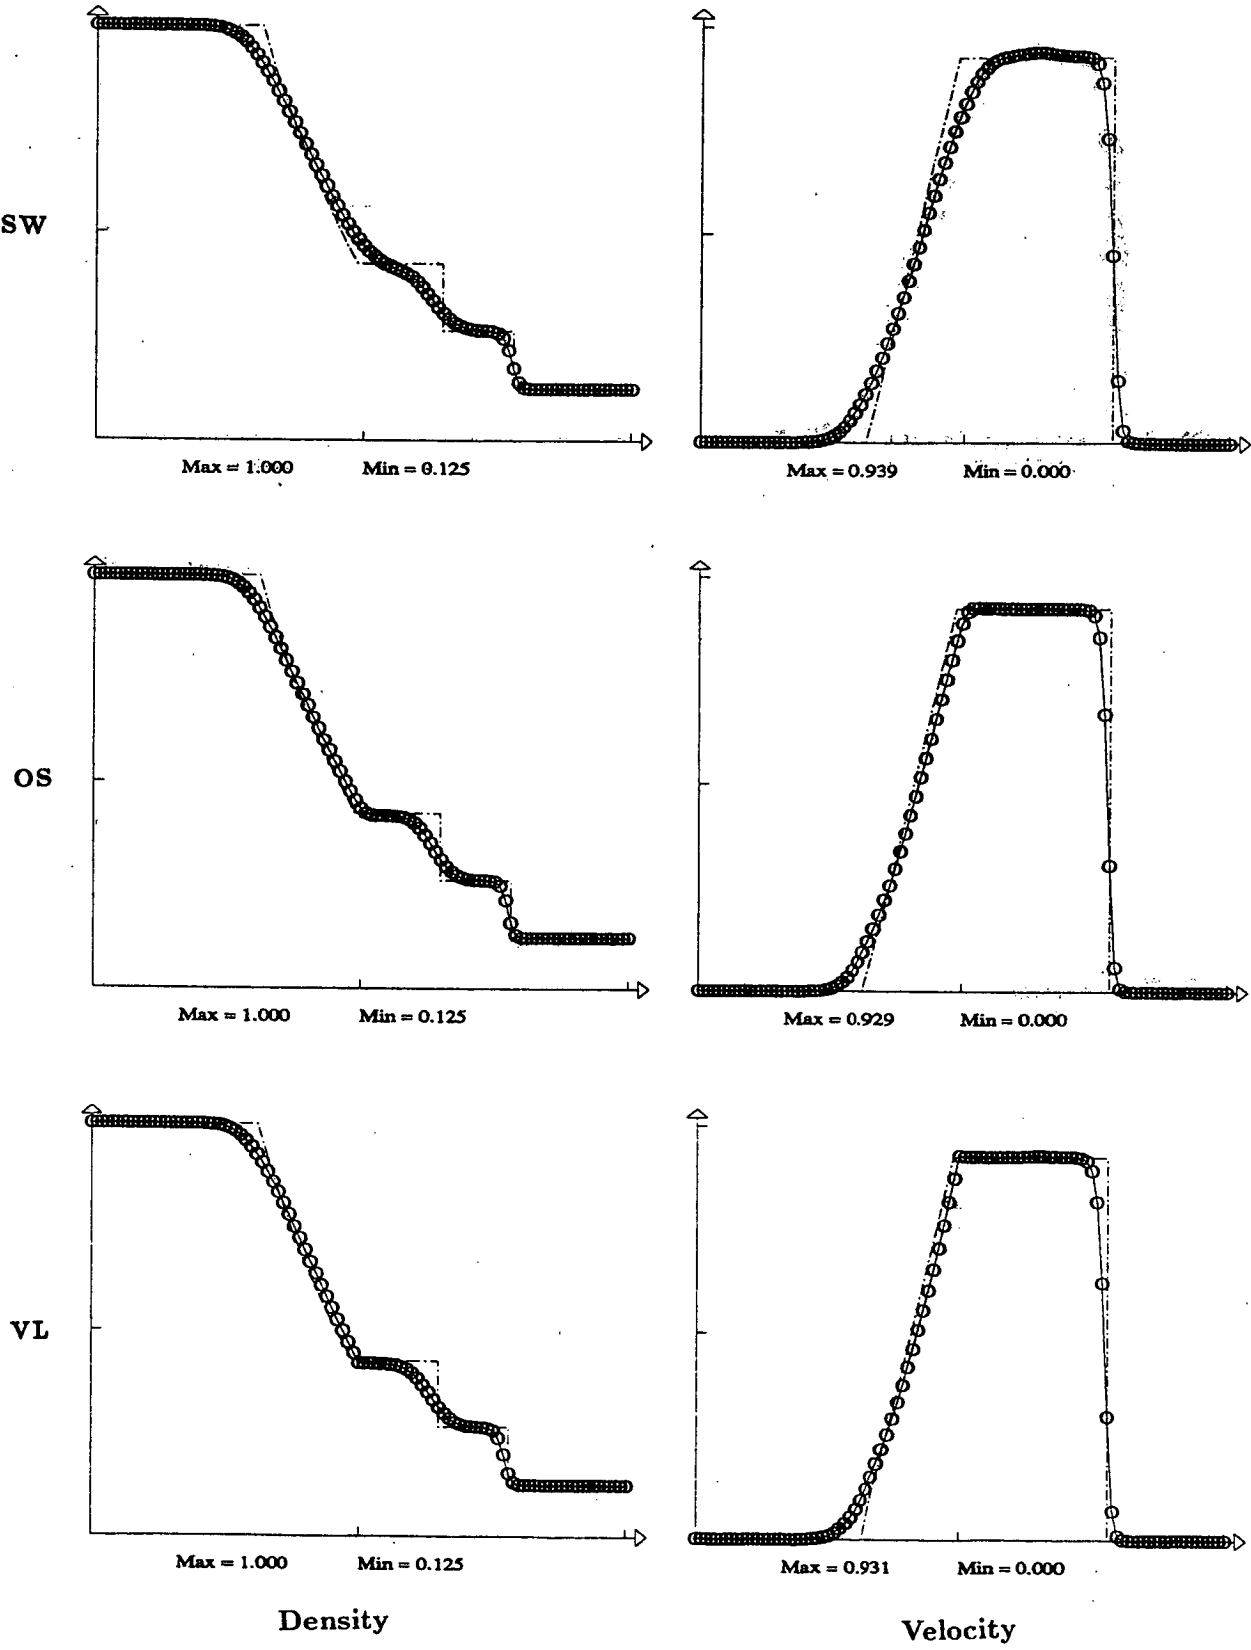 SW
Max = 1.000 Min = 0.125
Max = 0.939 Min = 0.000
OS
Max = 1.000 Min = 0.125
Max = 0.929 Min = 0.000
VL
Max = 1.000 Min = 0.125
Max = 0.931 Min = 0.000
Density
Velocity